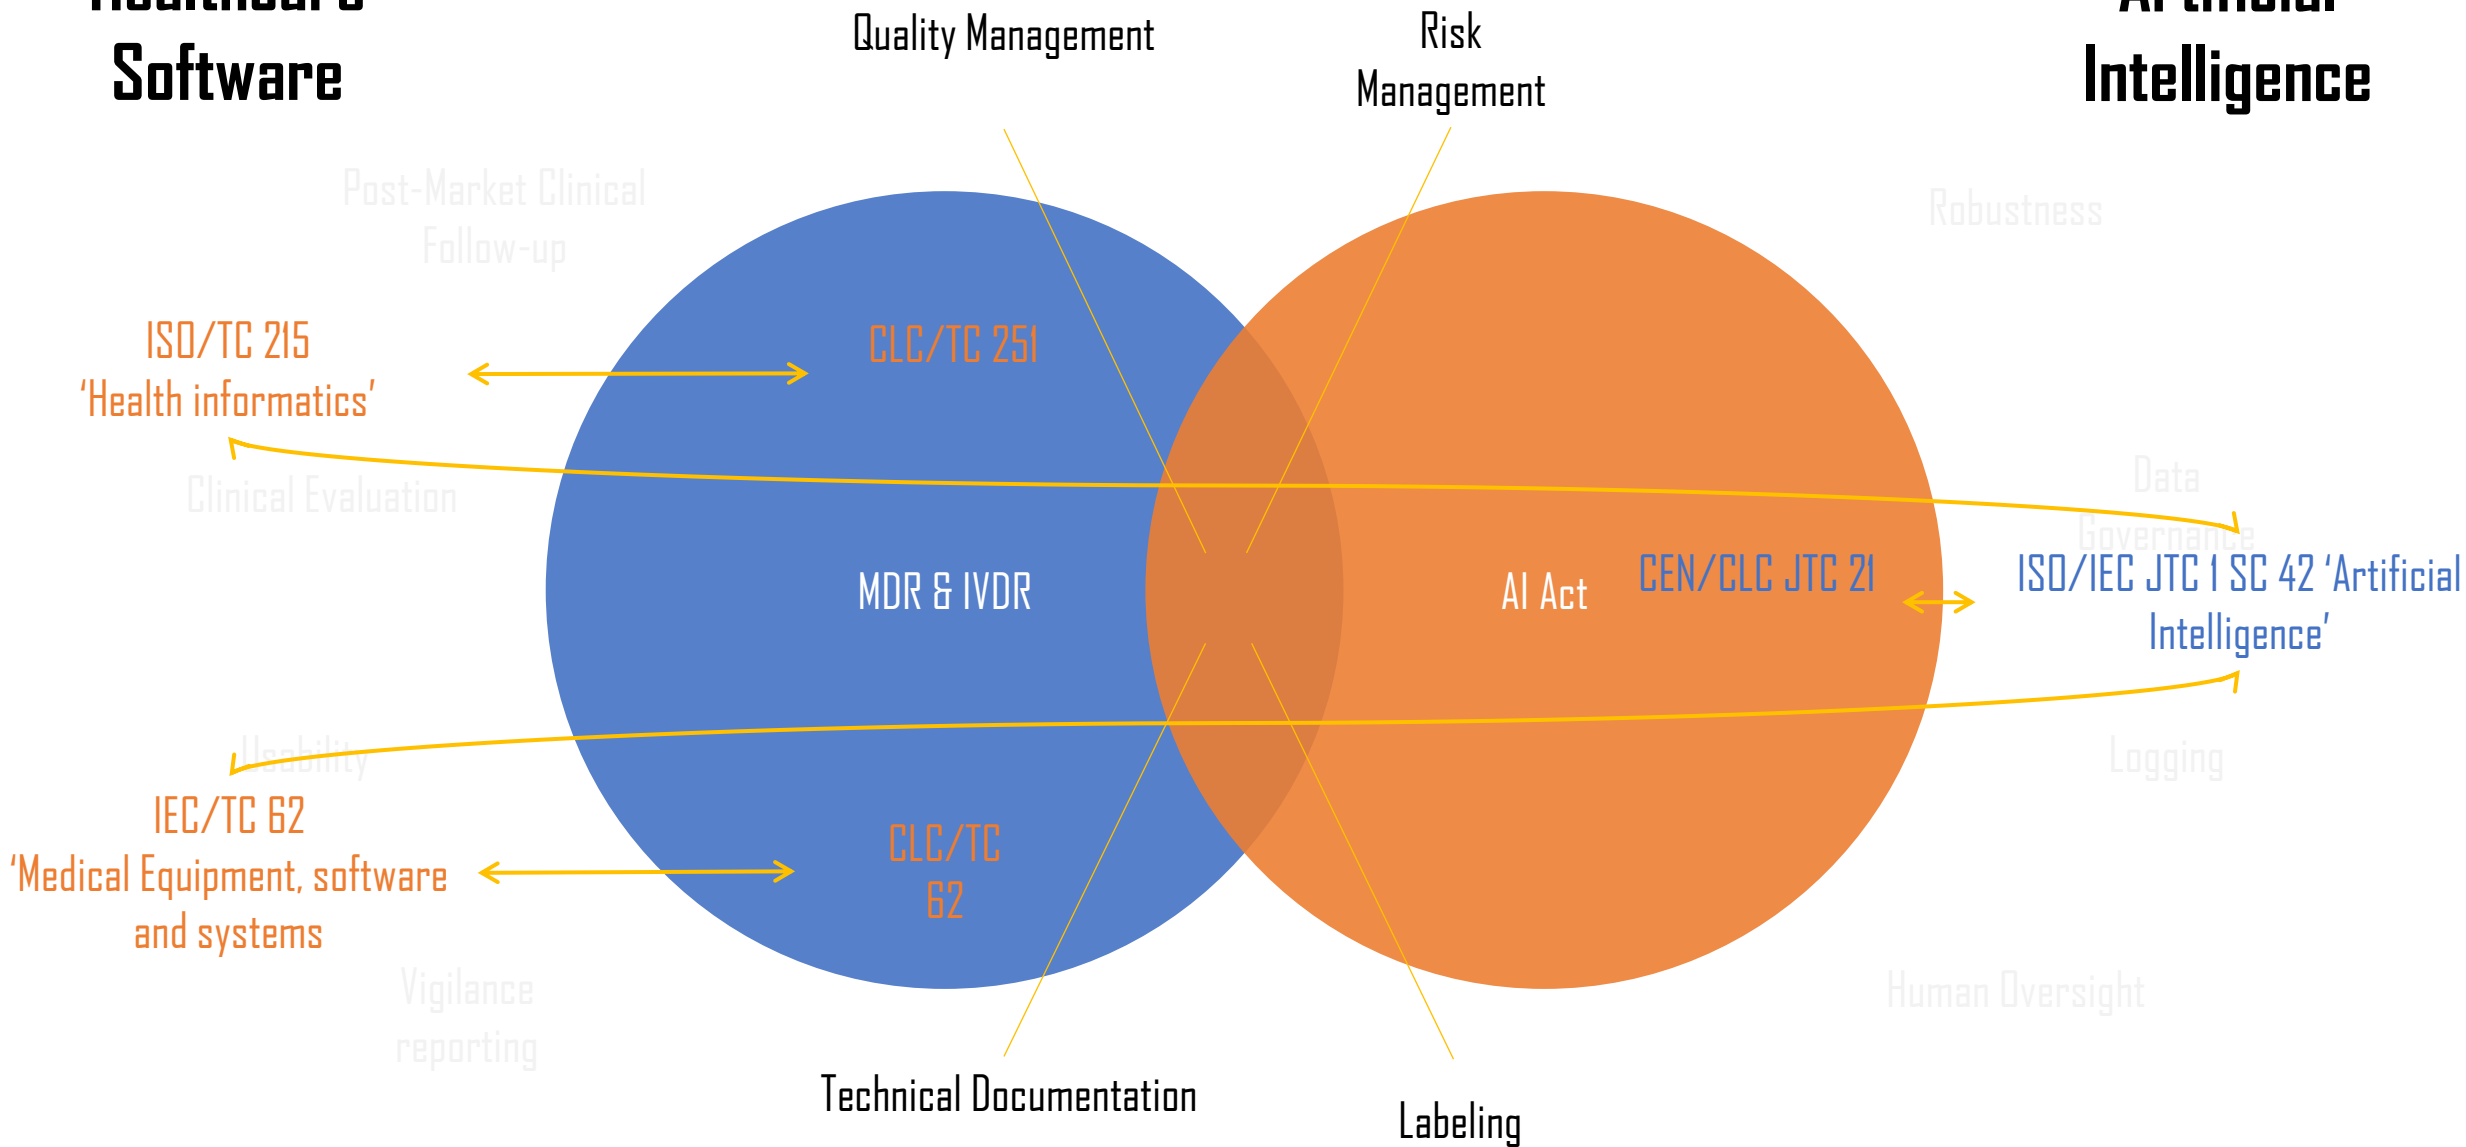 Healthcare
Software
Quality Management
Risk
Management
Artificial
Intelligence
Post-Market Clinical
Follow-up
Robustness
ISO/TC 215
‘Health informatics’
CLC/TC 251
Clinical Evaluation
Data
Governance
MDR & IVDR
AI Act
CEN/CLC JTC 21
ISO/IEC JTC 1 SC 42 ‘Artificial
Intelligence’
Usability
Logging
IEC/TC 62
‘Medical Equipment, software
and systems
CLC/TC
62
Vigilance
reporting
Human Oversight
Technical Documentation
Labeling